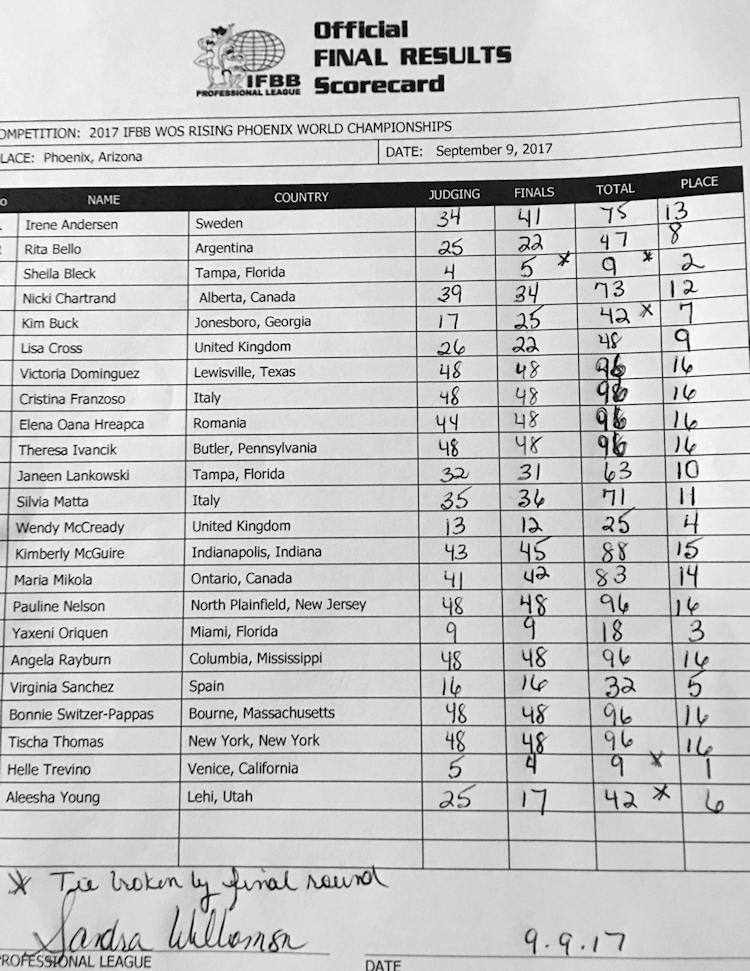 Official
FINAL RESULTS
Scorecard
IFBB
PROFESSIONAL LEAGUE
OMPETITION: 2017 IFBB WOS RISING PHOENIX WORLD CHAMPIONSHIPS
LACE: Phoenix, Arizona DATE: September 9, 2017
o NAME COUNTRY JUDGING FINALS TOTAL PLACE
Irene Andersen Sweden 34 41 75 13
Rita Bello Argentina 25 22 47 8
Sheila Bleck Tampa, Florida 4 5 * 9 * 2
Nicki Chartrand Alberta, Canada 39 34 73 12
Kim Buck Jonesboro, Georgia 17 25 42 * 7
Lisa Cross United Kingdom 26 22 48 9
Victoria Dominguez Lewisville, Texas 48 48 96 16
Cristina Franzoso Italy 48 48 96 16
Elena Oana Hreapca Romania 44 48 96 16
Theresa Ivancik Butler, Pennsylvania 48 48 96 16
Janeen Lankowski Tampa, Florida 32 31 63 10
Silvia Matta Italy 35 36 71 11
Wendy McCready United Kingdom 13 12 25 4
Kimberly McGuire Indianapolis, Indiana 43 45 88 15
Maria Mikola Ontario, Canada 41 42 83 14
Pauline Nelson North Plainfield, New Jersey 48 48 96 16
Yaxeni Oriquen Miami, Florida 9 9 18 3
Angela Rayburn Columbia, Mississippi 48 48 96 16
Virginia Sanchez Spain 16 16 32 5
Bonnie Switzer-Pappas Bourne, Massachusetts 48 48 96 16
Tischa Thomas New York, New York 48 48 96 16
Helle Trevino Venice, California 5 4 9 * 1
Aleesha Young Lehi, Utah 25 17 42 * 6
* Tie broken by final round
Sandra Williamson 9.9.17
PROFESSIONAL LEAGUE DATE